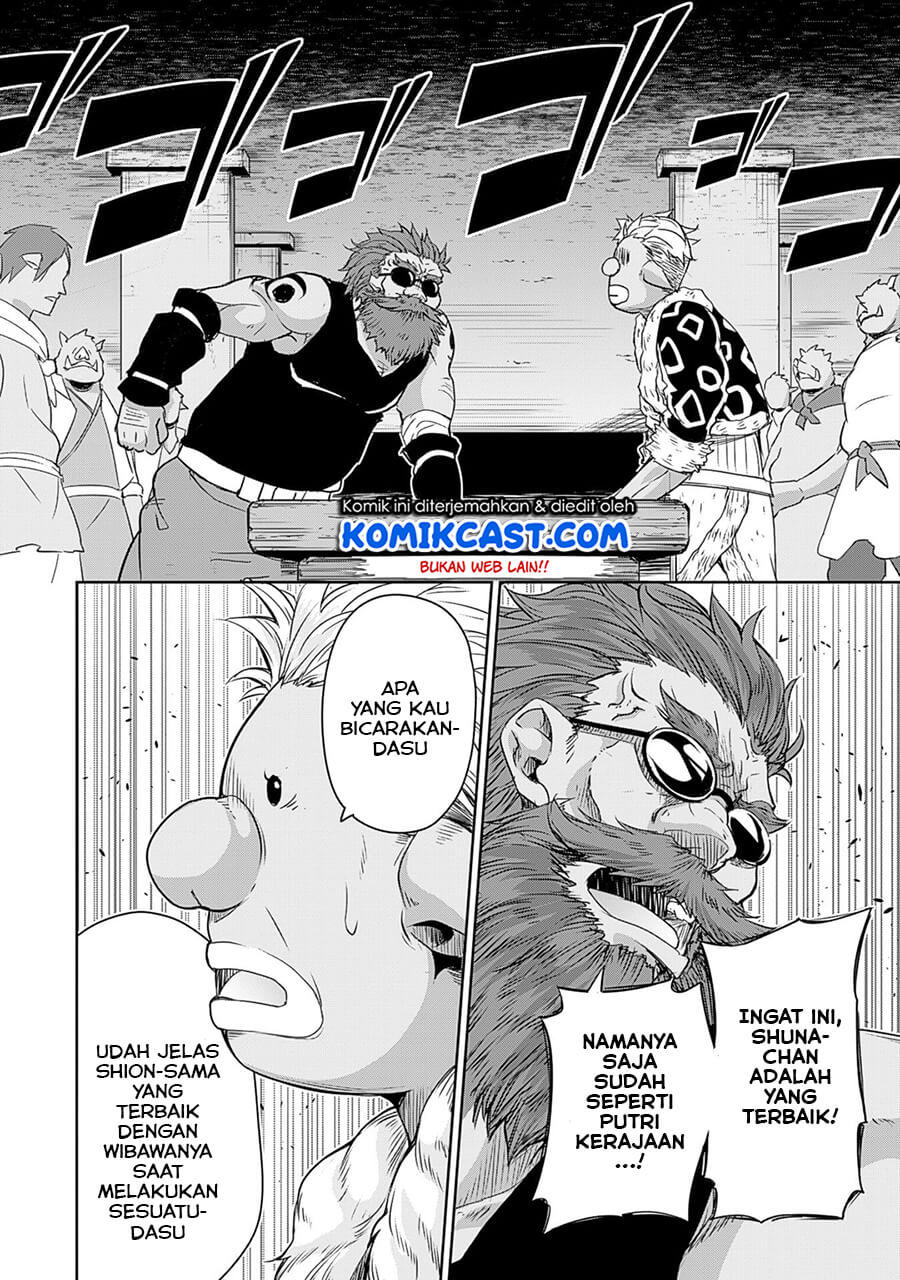 ゴ ゴ ゴ ゴ ゴ ゴ ゴ
Komik ini diterjemahkan & diedit oleh
KOMIKCAST.COM
BUKAN WEB LAIN!!
INGAT INI,
SHUNA-
CHAN
ADALAH
YANG
TERBAIK!
NAMANYA
SAJA
SUDAH
SEPERTI
PUTRI
KERAJAAN
...!
APA
YANG KAU
BICARAKAN-
DASU
UDAH JELAS
SHION-SAMA
YANG
TERBAIK
DENGAN
WIBAWANYA
SAAT
MELAKUKAN
SESUATU-
DASU